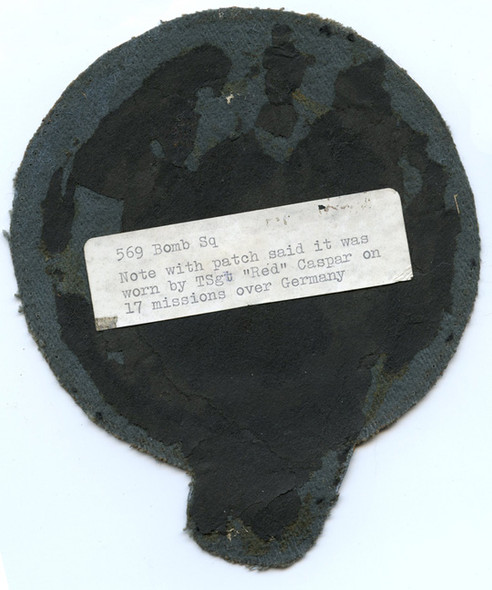 569 Bomb Sq
Note with patch said it was
worn by TSgt "Red" Caspar on
17 missions over Germany